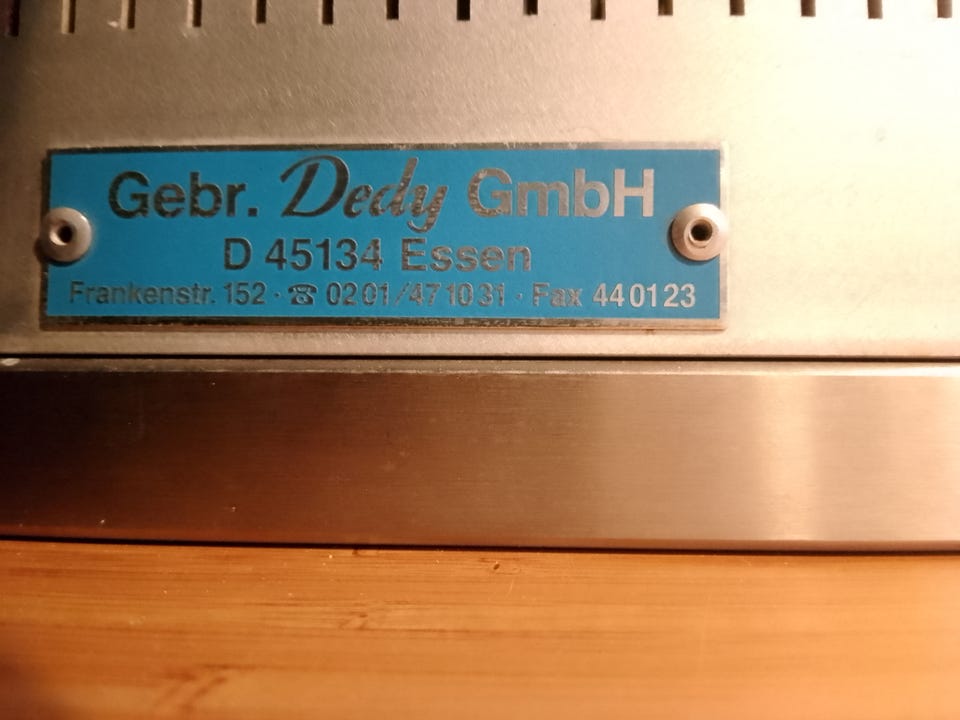 Gebr. Dedy GmbH
D 45134 Essen
Frankenstr. 152 · ☎ 0201/471031 · Fax 440123